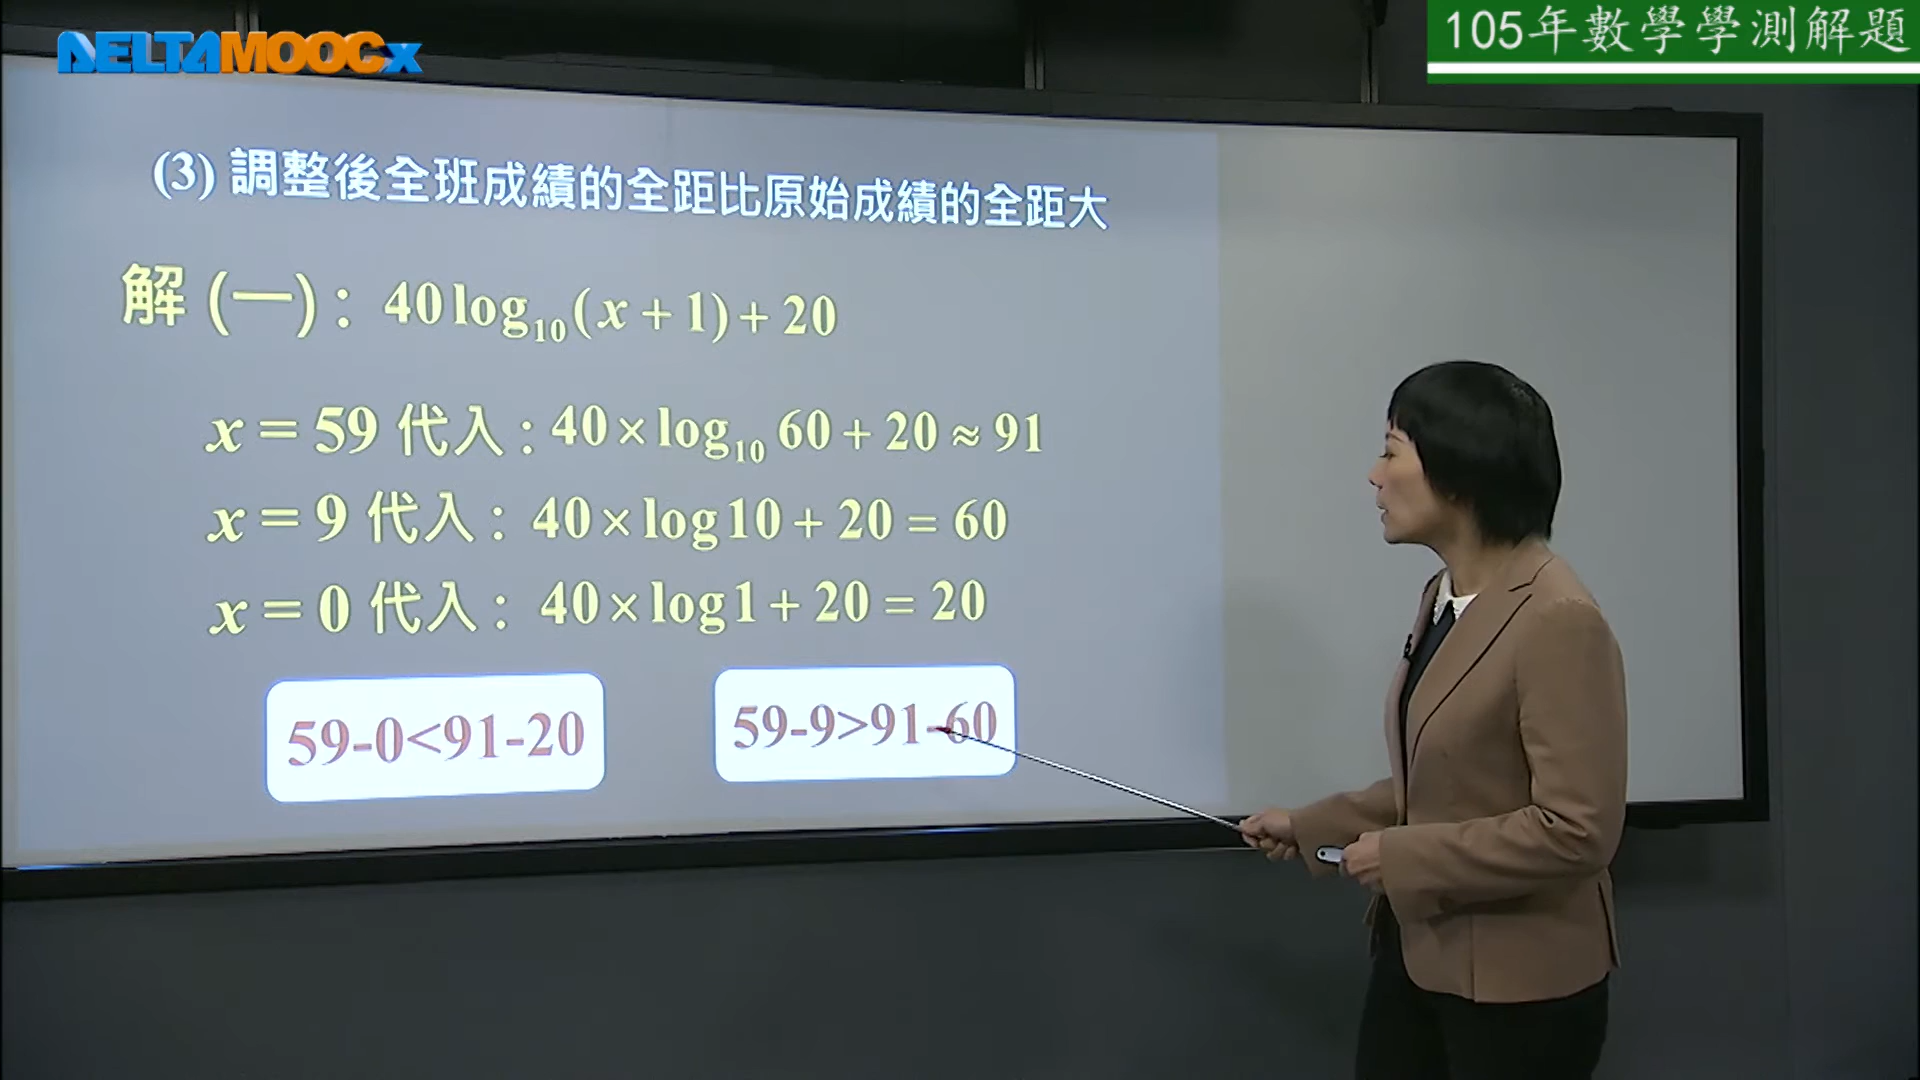 DELTAMOOCx
105年數學學測解題
(3) 調整後全班成績的全距比原始成績的全距大
解 (一) : 40 log₁₀(x + 1) + 20
x = 59 代入 : 40 × log₁₀ 60 + 20 ≈ 91
x = 9 代入 : 40 × log 10 + 20 = 60
x = 0 代入 : 40 × log 1 + 20 = 20
59-0<91-20
59-9>91-60